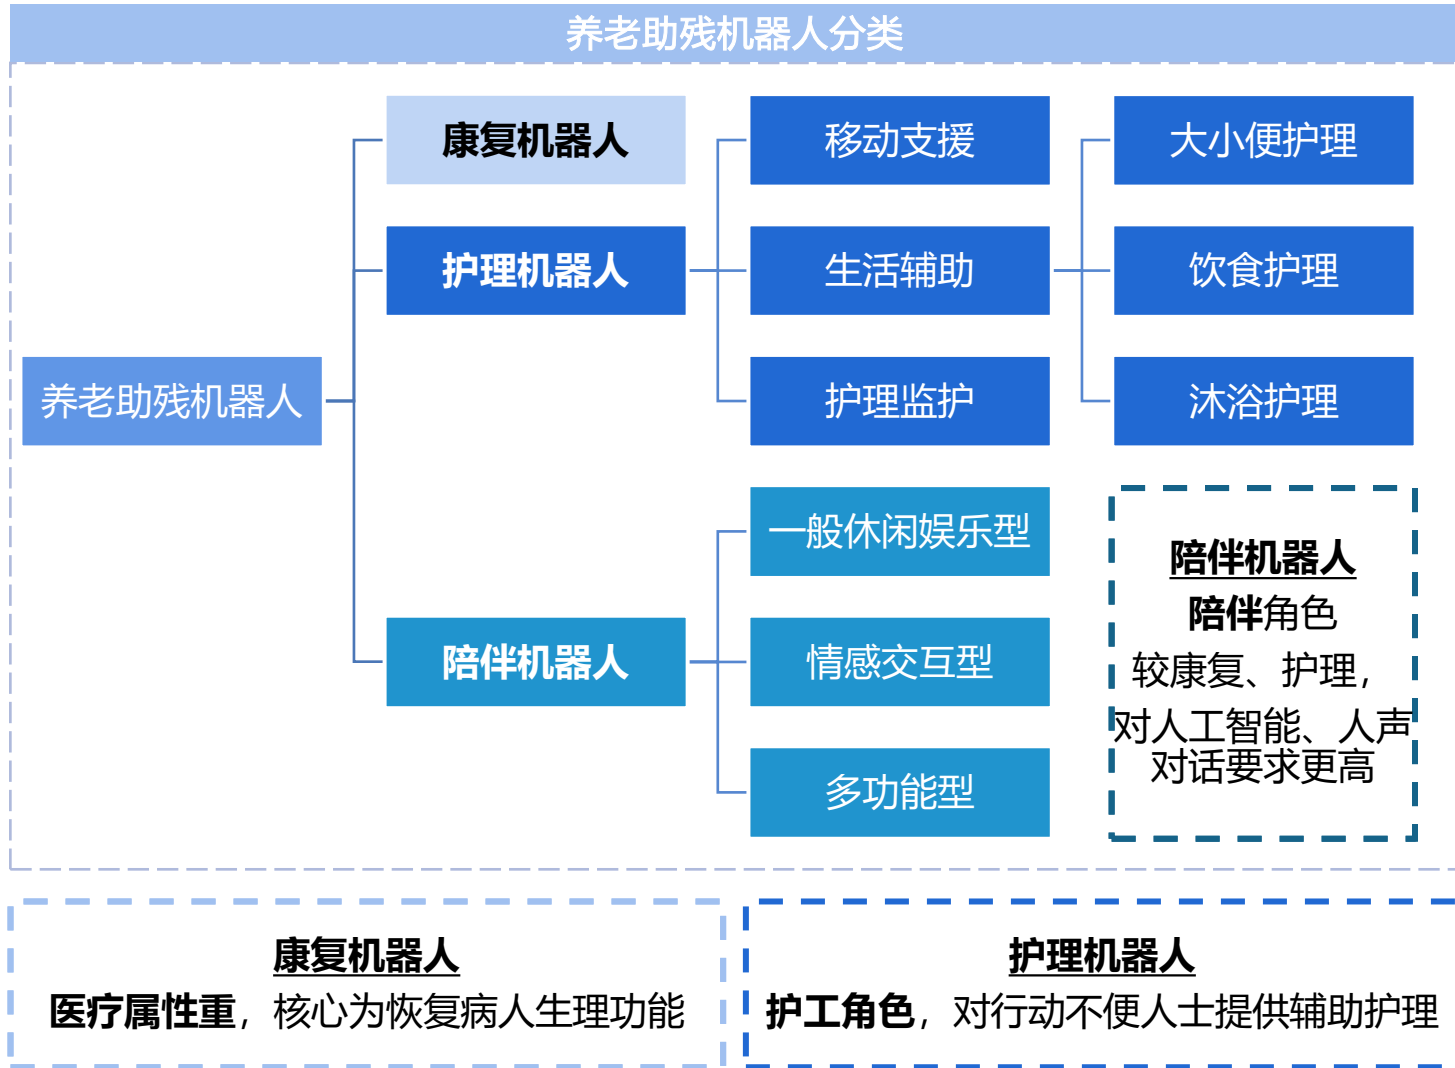 养老助残机器人分类
康复机器人
移动支援
大小便护理
护理机器人
生活辅助
饮食护理
养老助残机器人
护理监护
沐浴护理
一般休闲娱乐型
陪伴机器人
情感交互型
多功能型
陪伴机器人
陪伴角色
较康复、护理，
对人工智能、人声
对话要求更高
康复机器人
医疗属性重，核心为恢复病人生理功能
护理机器人
护工角色，对行动不便人士提供辅助护理